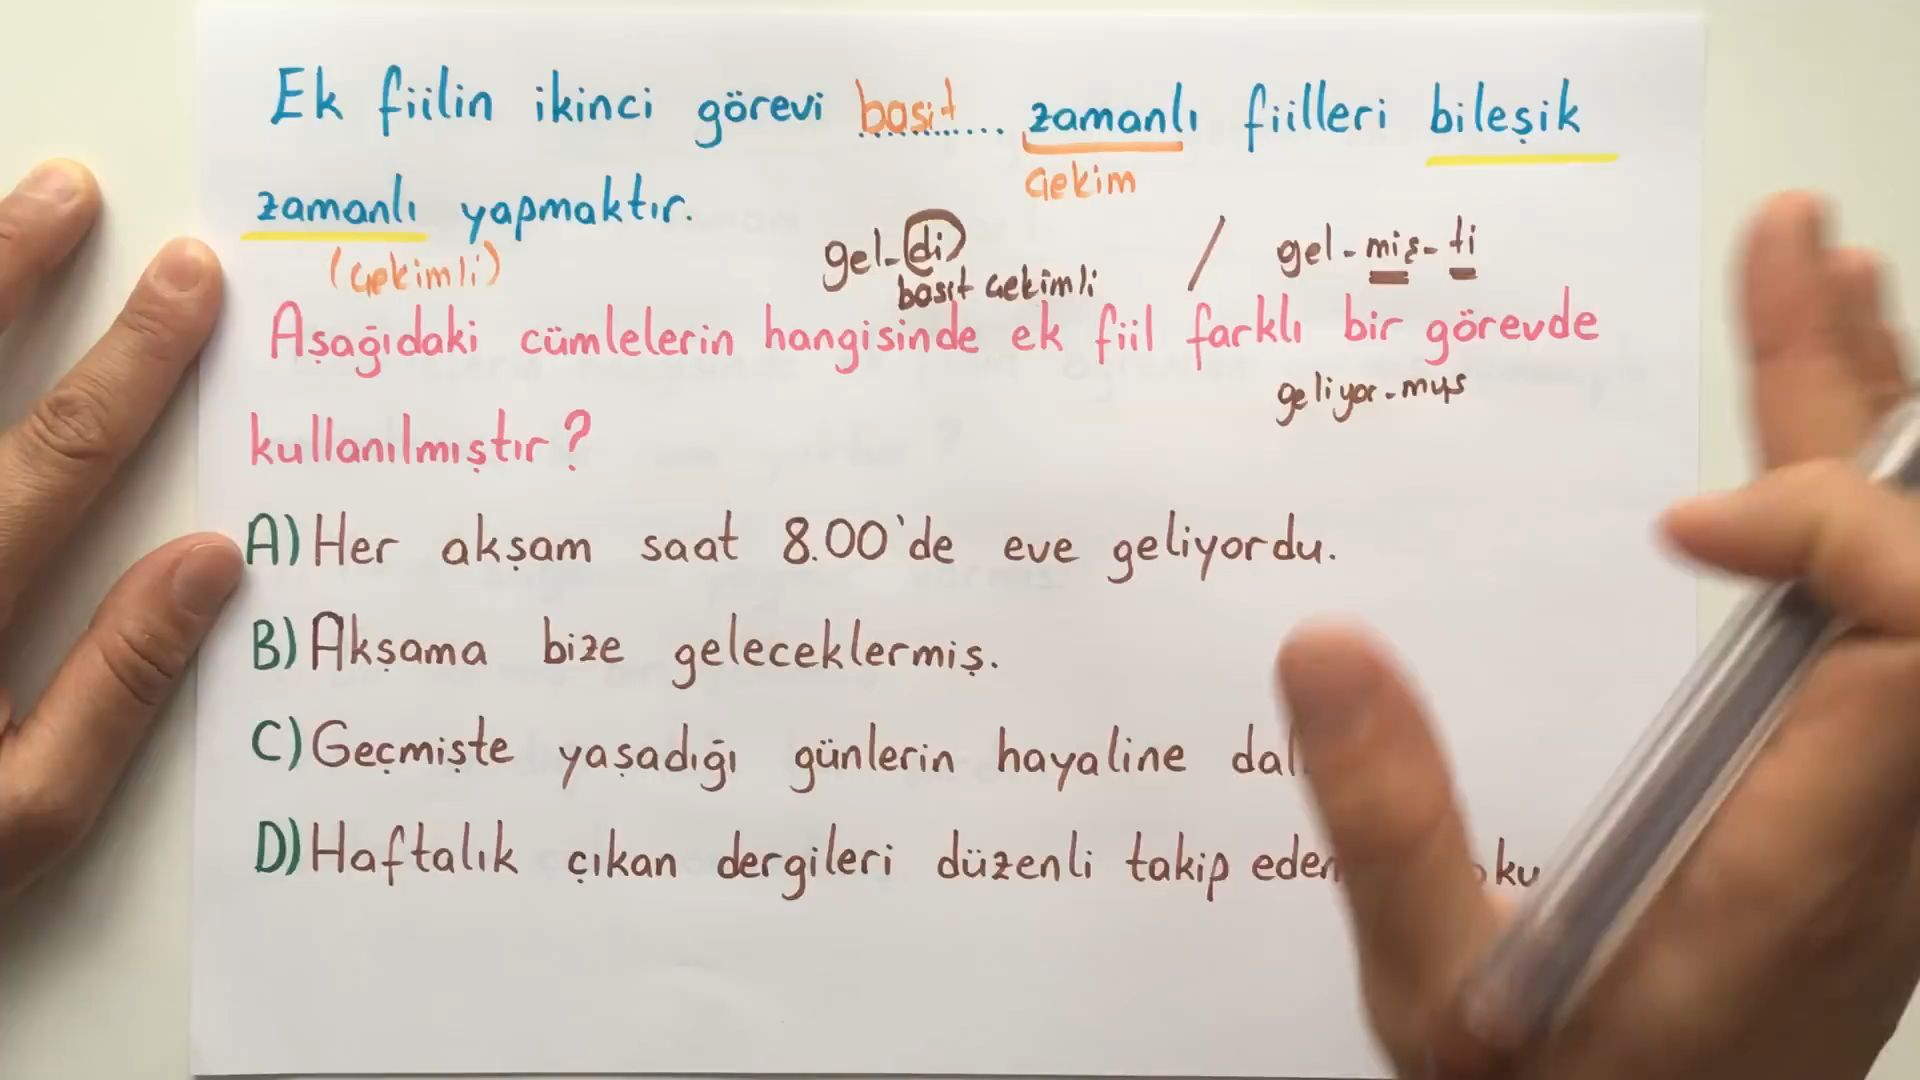 Ek fiilin ikinci görevi basit .......... zamanlı fiilleri bileşik
çekim
zamanlı yapmaktır.
(çekimli)
gel-di / gel-miş-ti
basit çekimli
Aşağıdaki cümlelerin hangisinde ek fiil farklı bir görevde
geliyor-muş
kullanılmıştır?
A) Her akşam saat 8.00'de eve geliyordu.
B) Akşama bize geleceklermiş.
C) Geçmişte yaşadığı günlerin hayaline
D) Haftalık çıkan dergileri düzenli takip